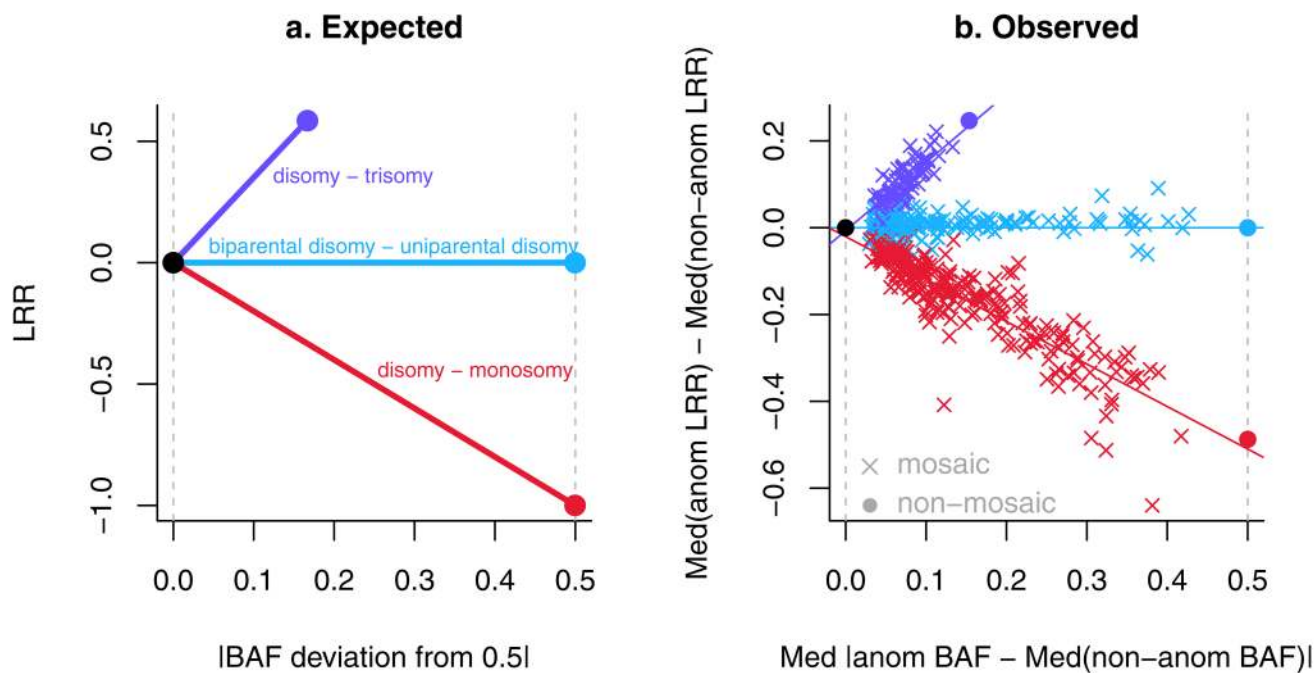 a. Expected
LRR
0.5
0.0
−0.5
−1.0
disomy − trisomy
biparental disomy − uniparental disomy
disomy − monosomy
0.0 0.1 0.2 0.3 0.4 0.5
|BAF deviation from 0.5|
b. Observed
Med(anom LRR) − Med(non−anom LRR)
0.2
0.0
−0.2
−0.4
−0.6
mosaic
non−mosaic
0.0 0.1 0.2 0.3 0.4 0.5
Med |anom BAF − Med(non−anom BAF)|